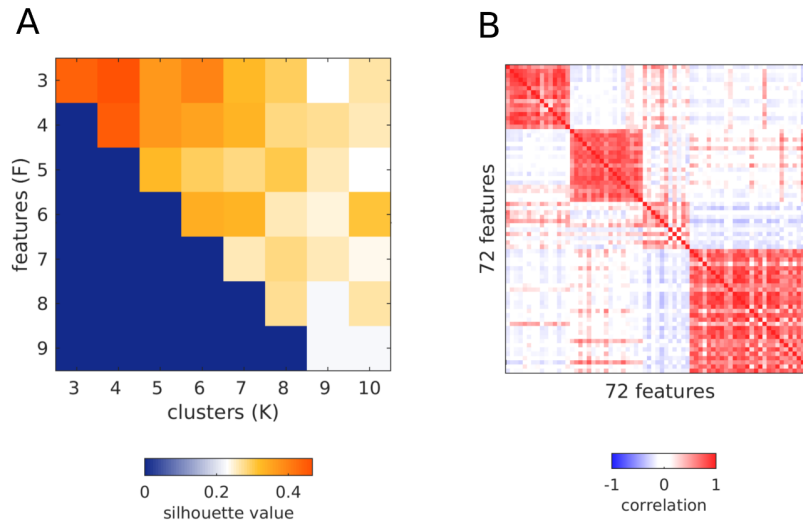 A
3
4
5
6
7
8
9
features (F)
3 4 5 6 7 8 9 10
clusters (K)
0 0.2 0.4
silhouette value
B
72 features
72 features
-1 0 1
correlation